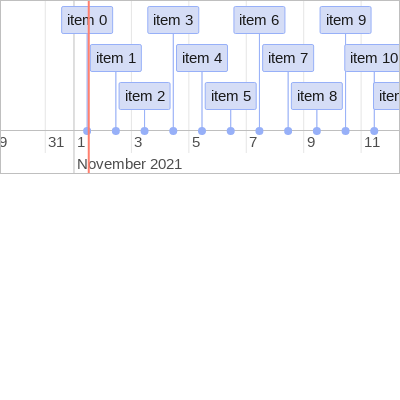 item 0 item 3 item 6 item 9
item 1 item 4 item 7 item 10
item 2 item 5 item 8
31 1 3 5 7 9 11
November 2021